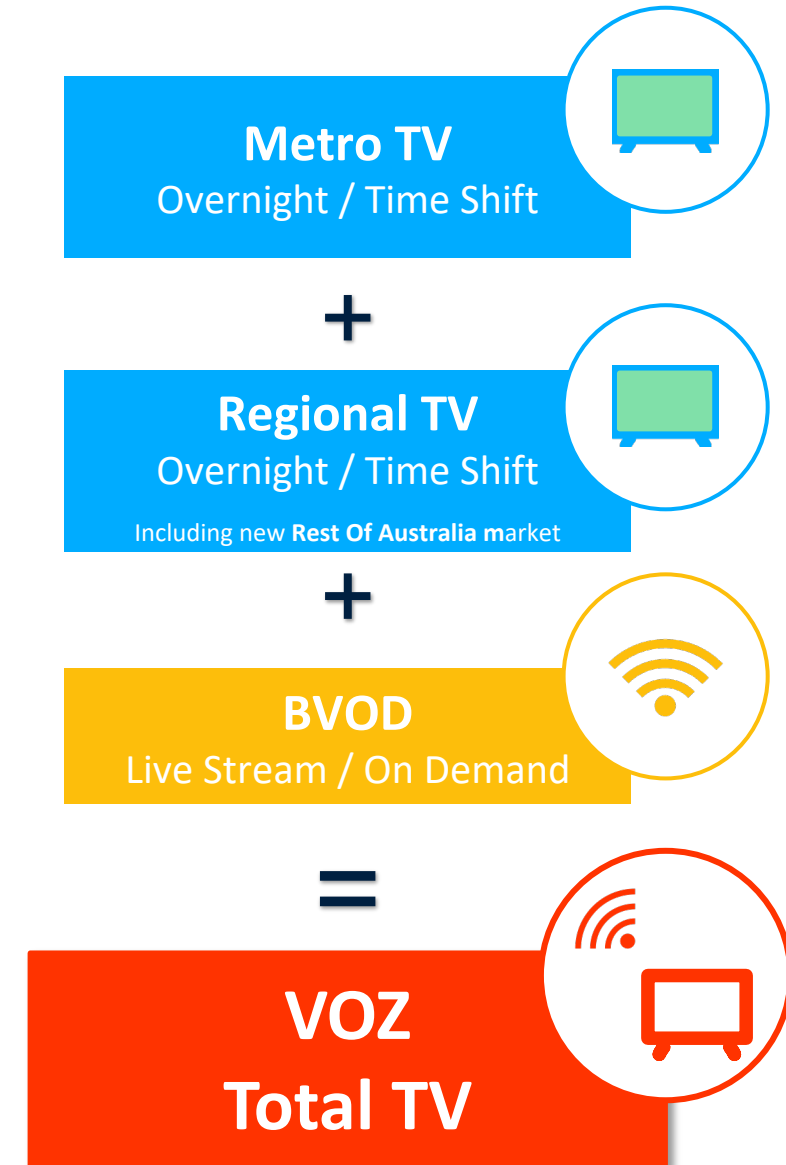 Metro TV
Overnight / Time Shift
+
Regional TV
Overnight / Time Shift
Including new Rest Of Australia market
+
BVOD
Live Stream / On Demand
=
VOZ
Total TV